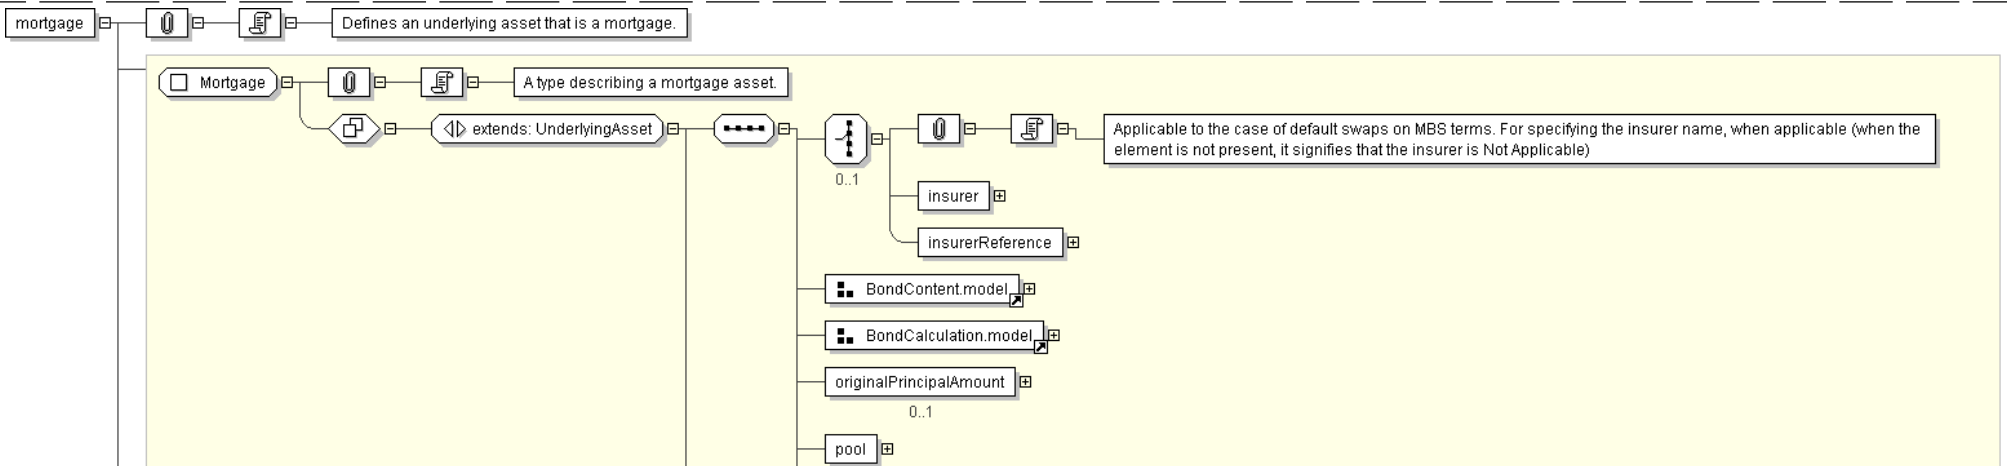 mortgage
Defines an underlying asset that is a mortgage.
Mortgage
A type describing a mortgage asset.
extends: UnderlyingAsset
Applicable to the case of default swaps on MBS terms. For specifying the insurer name, when applicable (when the
element is not present, it signifies that the insurer is Not Applicable)
0..1
insurer
insurerReference
BondContent.model
BondCalculation.model
originalPrincipalAmount
0..1
pool